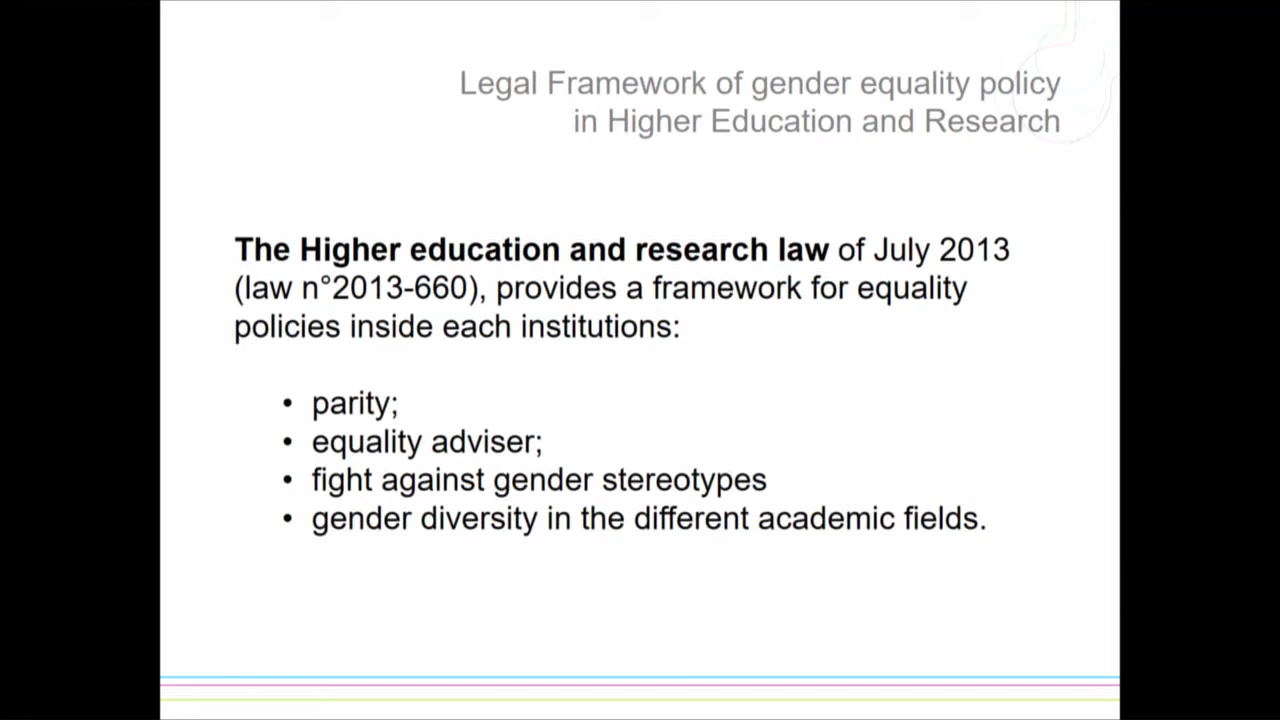 Legal Framework of gender equality policy
in Higher Education and Research
The Higher education and research law of July 2013
(law n°2013-660), provides a framework for equality
policies inside each institutions:
• parity;
• equality adviser;
• fight against gender stereotypes
• gender diversity in the different academic fields.